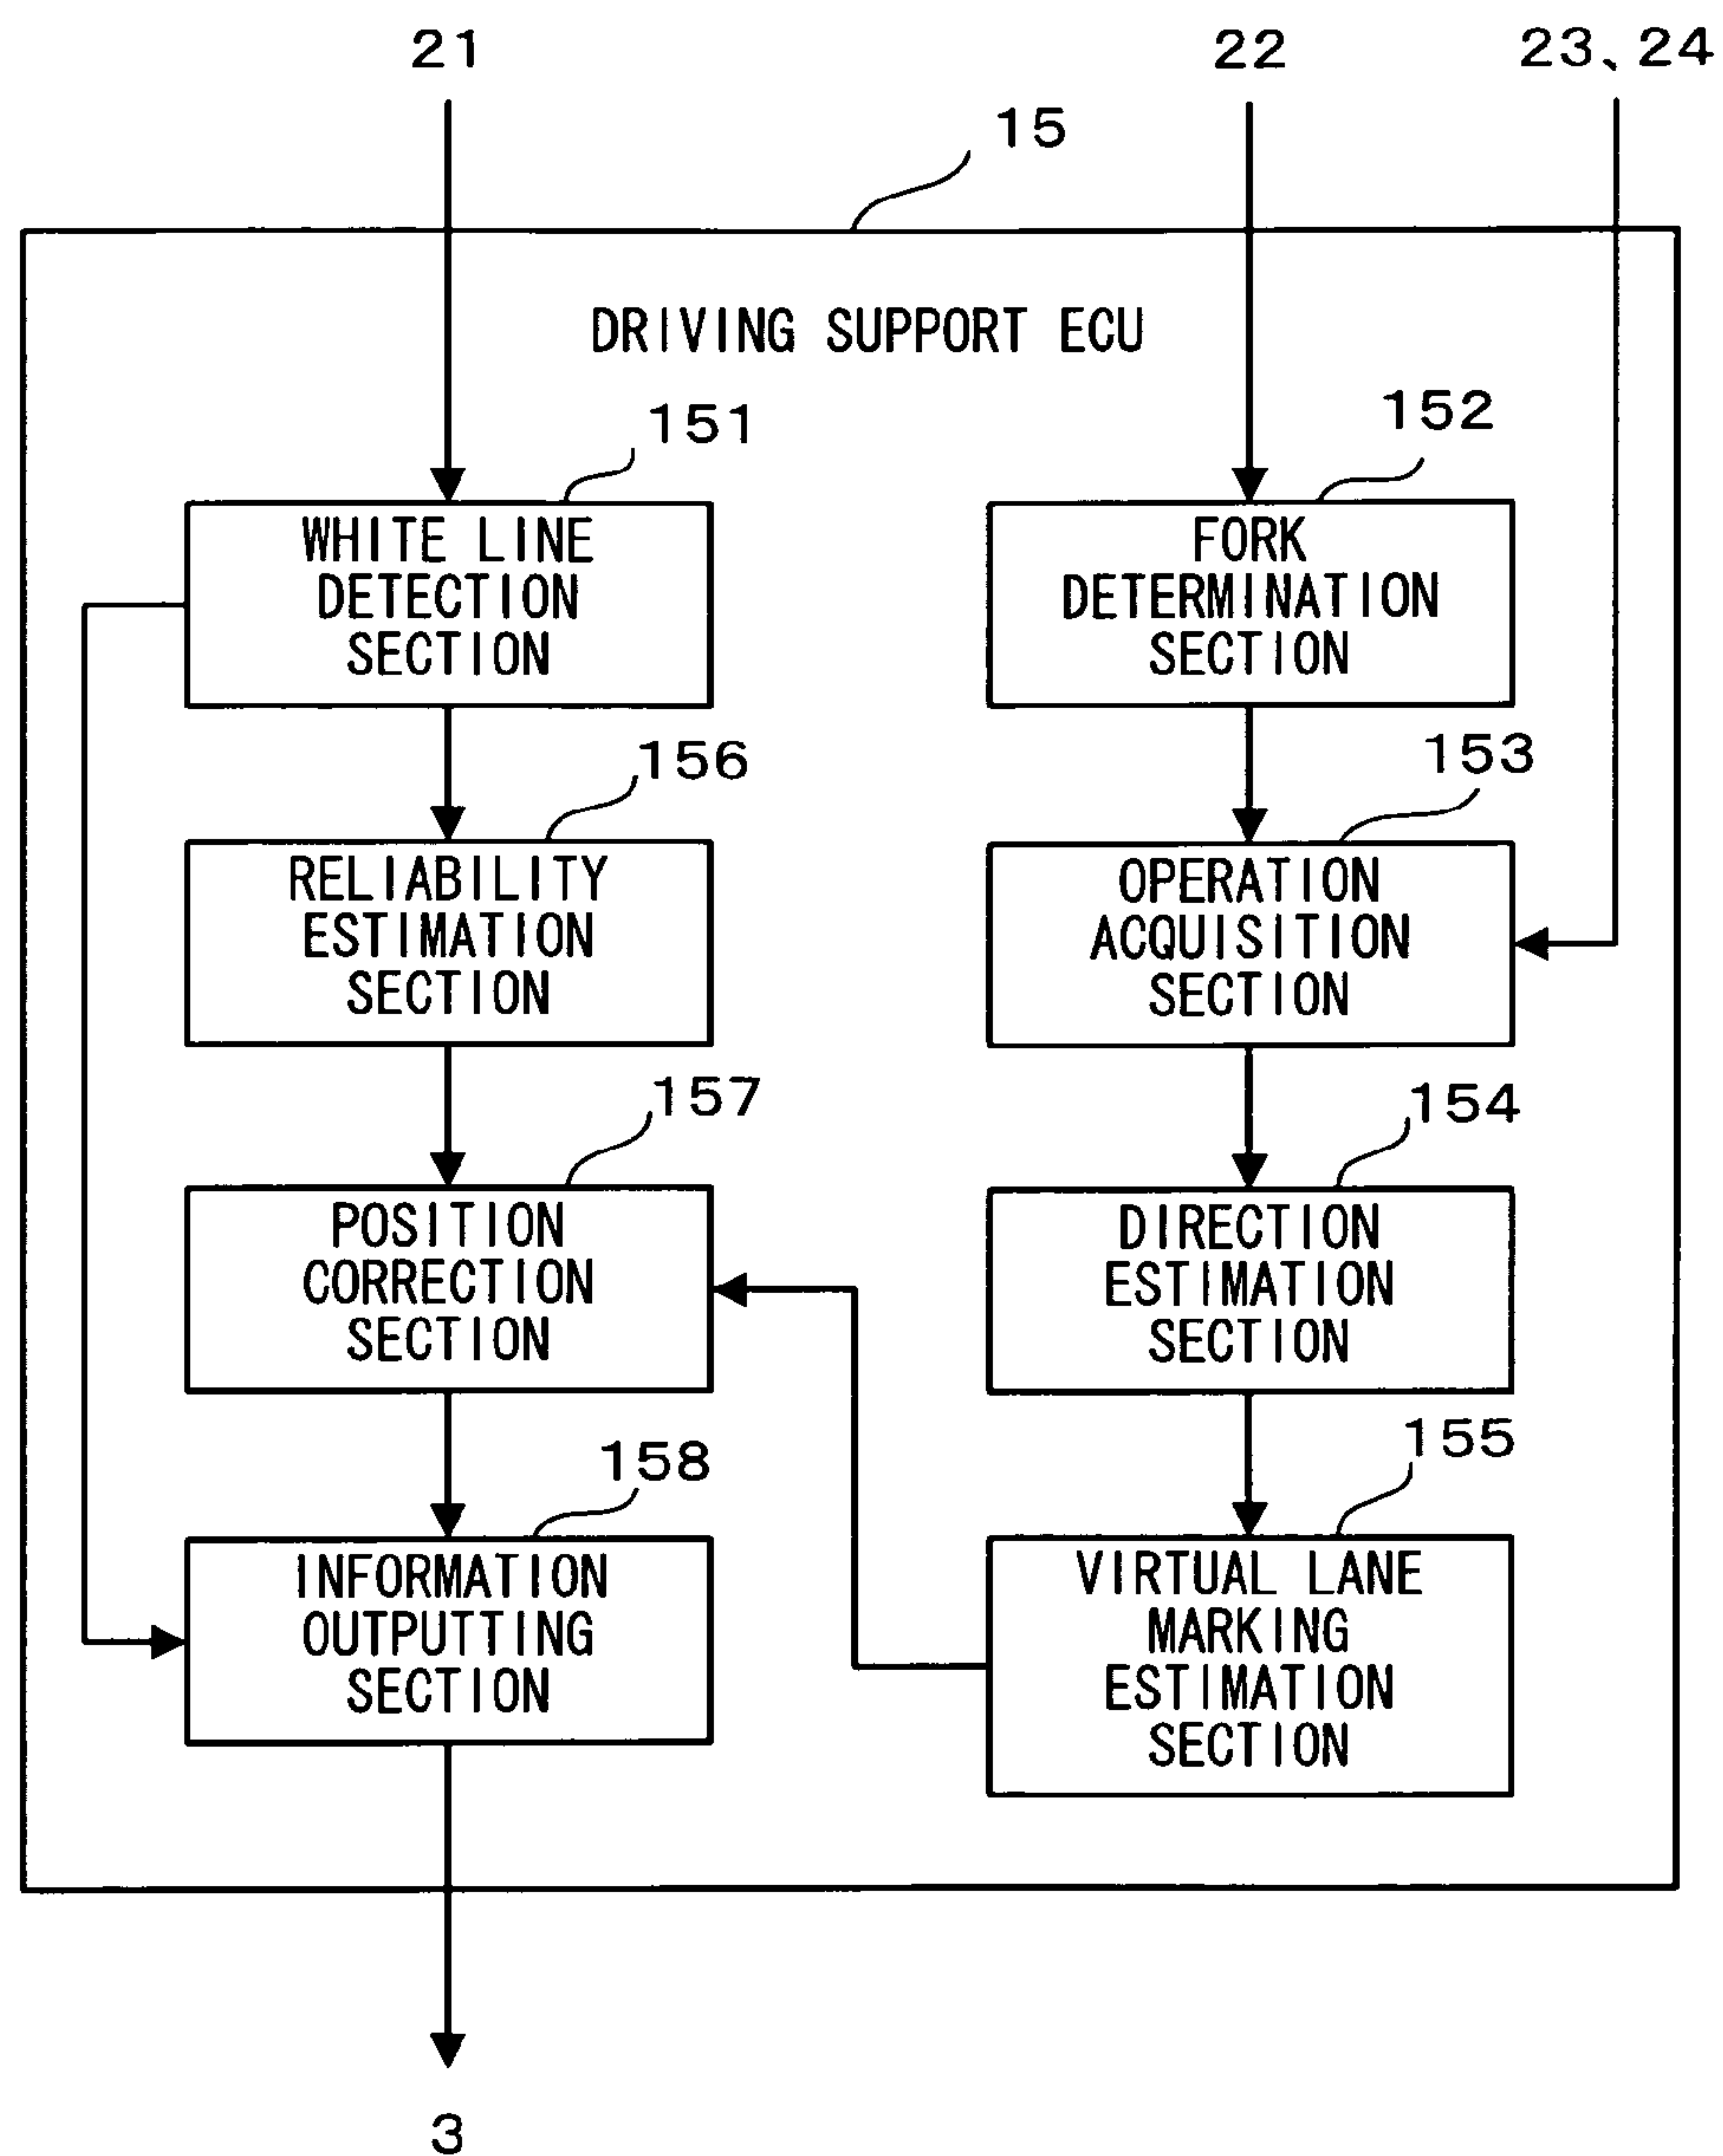 21
22
23、24
15
DRIVING SUPPORT ECU
151
WHITE LINE
DETECTION
SECTION
152
FORK
DETERMINATION
SECTION
156
RELIABILITY
ESTIMATION
SECTION
153
OPERATION
ACQUISITION
SECTION
157
POSITION
CORRECTION
SECTION
154
DIRECTION
ESTIMATION
SECTION
158
INFORMATION
OUTPUTTING
SECTION
155
VIRTUAL LANE
MARKING
ESTIMATION
SECTION
3